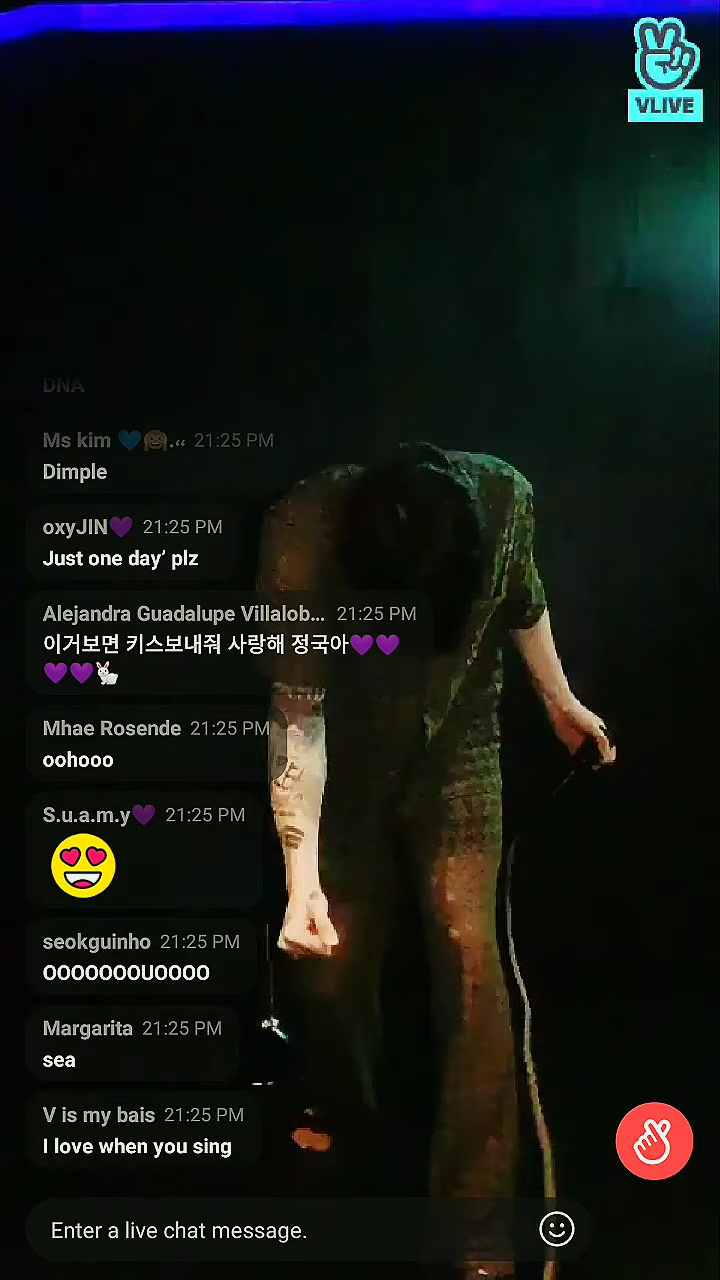 VLIVE
DNA
Ms kim 💙🙉.“ 21:25 PM
Dimple
oxyJIN💜 21:25 PM
Just one day’ plz
Alejandra Guadalupe Villalob... 21:25 PM
이거보면 키스보내줘 사랑해 정국아💜💜
💜💜🐇
Mhae Rosende 21:25 PM
oohooo
S.u.a.m.y💜 21:25 PM
😍
seokguinho 21:25 PM
OOOOOOOUOOOO
Margarita 21:25 PM
sea
V is my bais 21:25 PM
I love when you sing
Enter a live chat message.